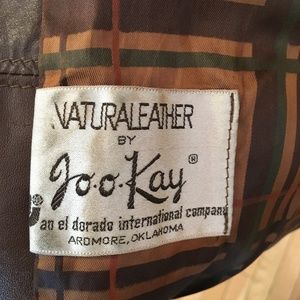 NATURALEATHER
BY
Jo·o·Kay®
an el dorado international company
ARDMORE, OKLAHOMA